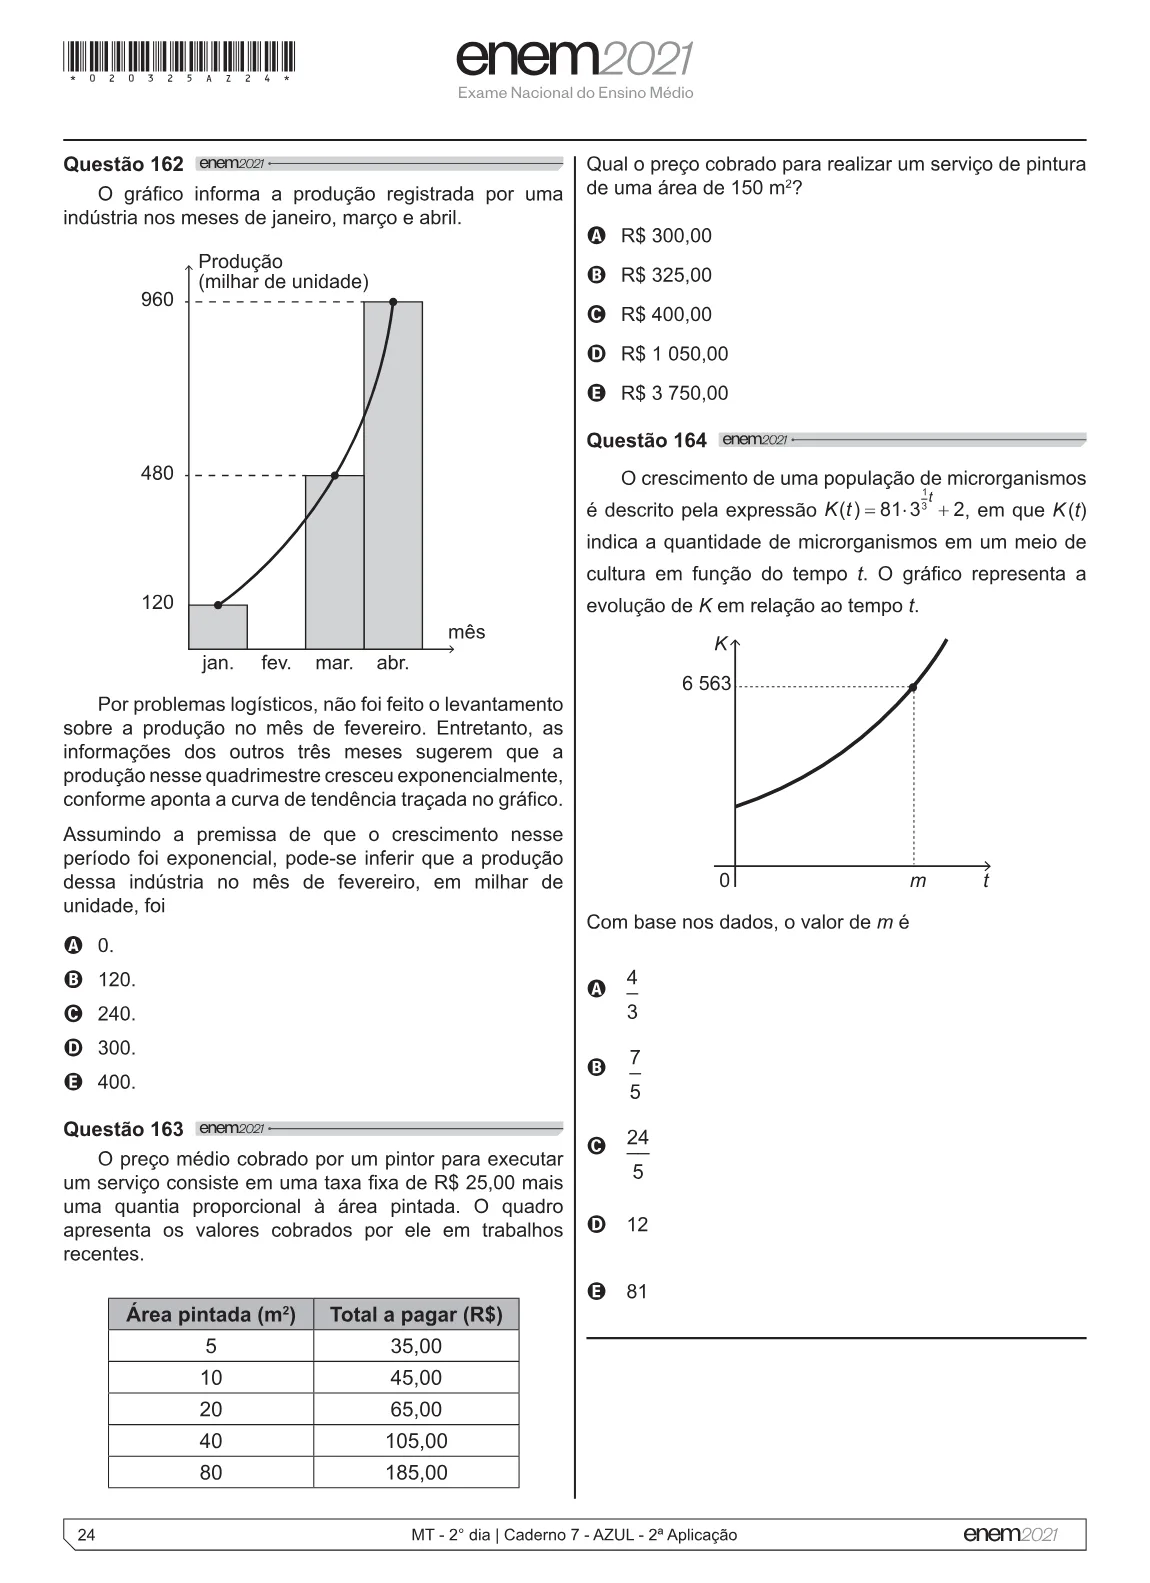 *020325AZ24*
enem2021
Exame Nacional do Ensino Médio
Questão 162 enem2021
O gráfico informa a produção registrada por uma
indústria nos meses de janeiro, março e abril.
Produção
(milhar de unidade)
960
480
120
mês
jan. fev. mar. abr.
Por problemas logísticos, não foi feito o levantamento
sobre a produção no mês de fevereiro. Entretanto, as
informações dos outros três meses sugerem que a
produção nesse quadrimestre cresceu exponencialmente,
conforme aponta a curva de tendência traçada no gráfico.
Assumindo a premissa de que o crescimento nesse
período foi exponencial, pode-se inferir que a produção
dessa indústria no mês de fevereiro, em milhar de
unidade, foi
A 0.
B 120.
C 240.
D 300.
E 400.
Questão 163 enem2021
O preço médio cobrado por um pintor para executar
um serviço consiste em uma taxa fixa de R$ 25,00 mais
uma quantia proporcional à área pintada. O quadro
apresenta os valores cobrados por ele em trabalhos
recentes.
Área pintada (m²) Total a pagar (R$)
5 35,00
10 45,00
20 65,00
40 105,00
80 185,00
Qual o preço cobrado para realizar um serviço de pintura
de uma área de 150 m²?
A R$ 300,00
B R$ 325,00
C R$ 400,00
D R$ 1 050,00
E R$ 3 750,00
Questão 164 enem2021
O crescimento de uma população de microrganismos
é descrito pela expressão K(t) = 81·3^(1/3 t) + 2, em que K(t)
indica a quantidade de microrganismos em um meio de
cultura em função do tempo t. O gráfico representa a
evolução de K em relação ao tempo t.
K
6 563
0 m t
Com base nos dados, o valor de m é
A 4/3
B 7/5
C 24/5
D 12
E 81
24 MT - 2° dia | Caderno 7 - AZUL - 2ª Aplicação enem2021